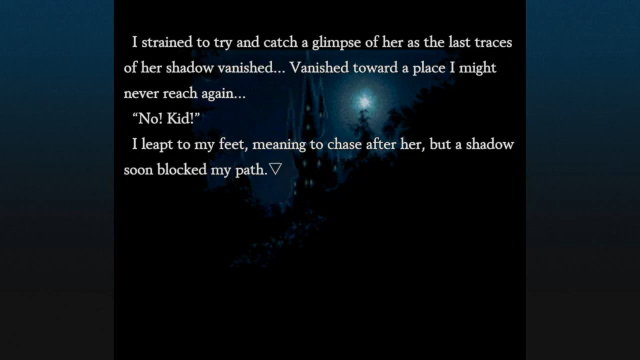 I strained to try and catch a glimpse of her as the last traces
of her shadow vanished... Vanished toward a place I might
never reach again...
“No! Kid!”
I leapt to my feet, meaning to chase after her, but a shadow
soon blocked my path.▽